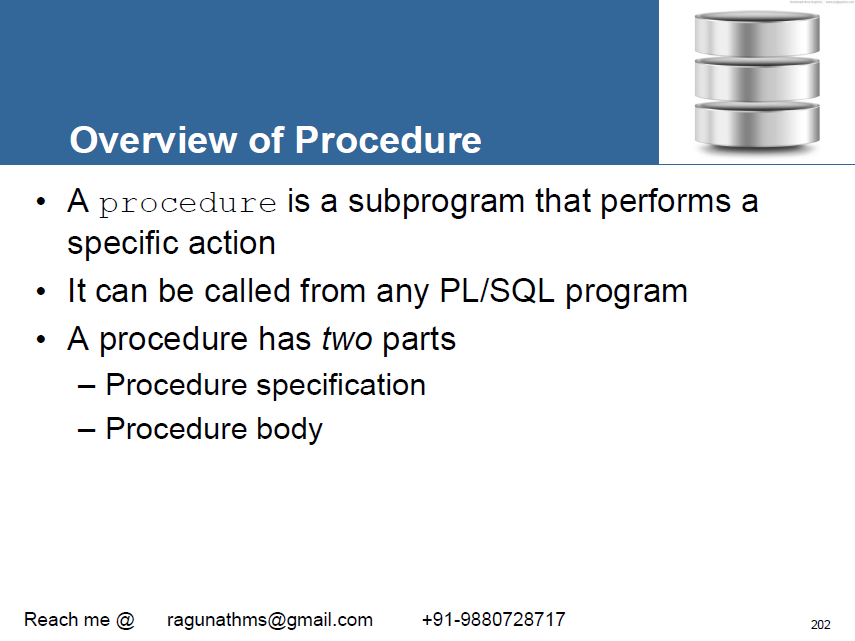 Overview of Procedure
• A procedure is a subprogram that performs a
specific action
• It can be called from any PL/SQL program
• A procedure has two parts
– Procedure specification
– Procedure body
Reach me @ ragunathms@gmail.com +91-9880728717
202